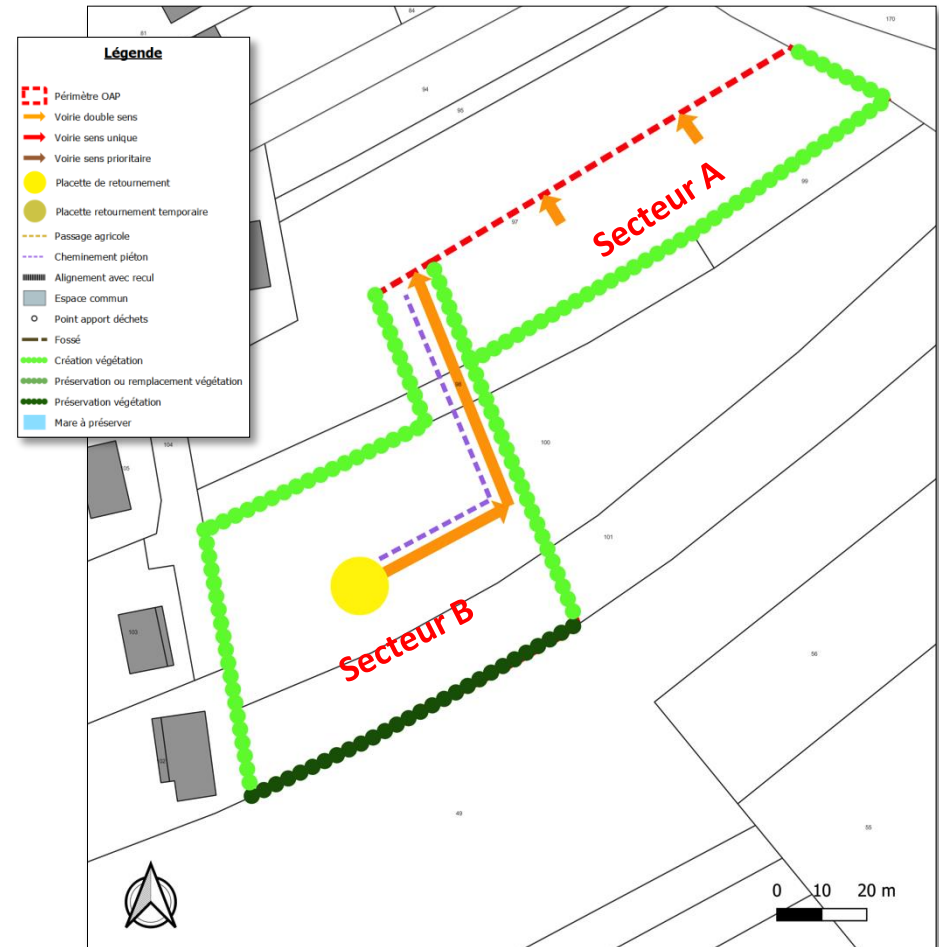 Légende
Périmètre OAP
Voirie double sens
Voirie sens unique
Voirie sens prioritaire
Placette de retournement
Placette retournement temporaire
Passage agricole
Cheminement piéton
Alignement avec recul
Espace commun
Point apport déchets
Fossé
Création végétation
Préservation ou remplacement végétation
Préservation végétation
Mare à préserver
81
84
170
94
95
99
97
Secteur A
98
100
104
105
101
103
Secteur B
56
102
49
55
0 10 20 m